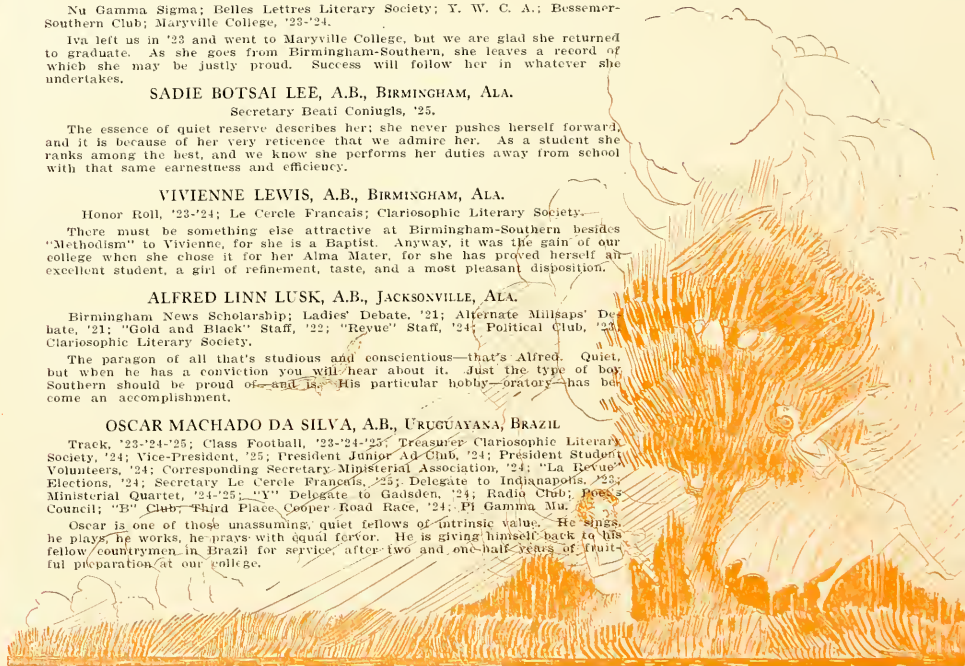 Nu Gamma Sigma; Belles Lettres Literary Society; Y. W. C. A.; Bessemer-
Southern Club; Maryville College, '23-'24.
Iva left us in '23 and went to Maryville College, but we are glad she returned
to graduate. As she goes from Birmingham-Southern, she leaves a record of
which she may be justly proud. Success will follow her in whatever she
undertakes.
SADIE BOTSAI LEE, A.B., BIRMINGHAM, ALA.
Secretary Beati Coniugls, '25.
The essence of quiet reserve describes her; she never pushes herself forward,
and it is because of her very reticence that we admire her. As a student she
ranks among the best, and we know she performs her duties away from school
with that same earnestness and efficiency.
VIVIENNE LEWIS, A.B., BIRMINGHAM, ALA.
Honor Roll, '23-'24; Le Cercle Francais; Clariosophic Literary Society.
There must be something else attractive at Birmingham-Southern besides
"Methodism" to Vivienne, for she is a Baptist. Anyway, it was the gain of our
college when she chose it for her Alma Mater, for she has proved herself an
excellent student, a girl of refinement, taste, and a most pleasant disposition.
ALFRED LINN LUSK, A.B., JACKSONVILLE, ALA.
Birmingham News Scholarship; Ladies' Debate, '21; Alternate Millsaps' De-
bate, '21; "Gold and Black" Staff, '22; "Revue" Staff, '24; Political Club, '23;
Clariosophic Literary Society.
The paragon of all that's studious and conscientious—that's Alfred. Quiet,
but when he has a conviction you will hear about it. Just the type of boy
Southern should be proud of—and is. His particular hobby—oratory—has be-
come an accomplishment.
OSCAR MACHADO DA SILVA, A.B., URUGUAYANA, BRAZIL
Track, '23-'24-'25; Class Football, '23-'24-'25; Treasurer Clariosophic Literary
Society, '24; Vice-President, '25; President Junior Ad Club, '24; President Student
Volunteers, '24; Corresponding Secretary Ministerial Association, '24; "La Revue"
Elections, '24; Secretary Le Cercle Francais, '25; Delegate to Indianapolis, '23;
Ministerial Quartet, '24-'25; "Y" Delegate to Gadsden, '24; Radio Club; Poet's
Council; "B" Club; Third Place Cooper Road Race, '24; Pi Gamma Mu.
Oscar is one of those unassuming, quiet fellows of intrinsic value. He sings,
he plays, he works, he prays with equal fervor. He is giving himself back to his
fellow countrymen in Brazil for service, after two and one-half years of fruit-
ful preparation at our college.